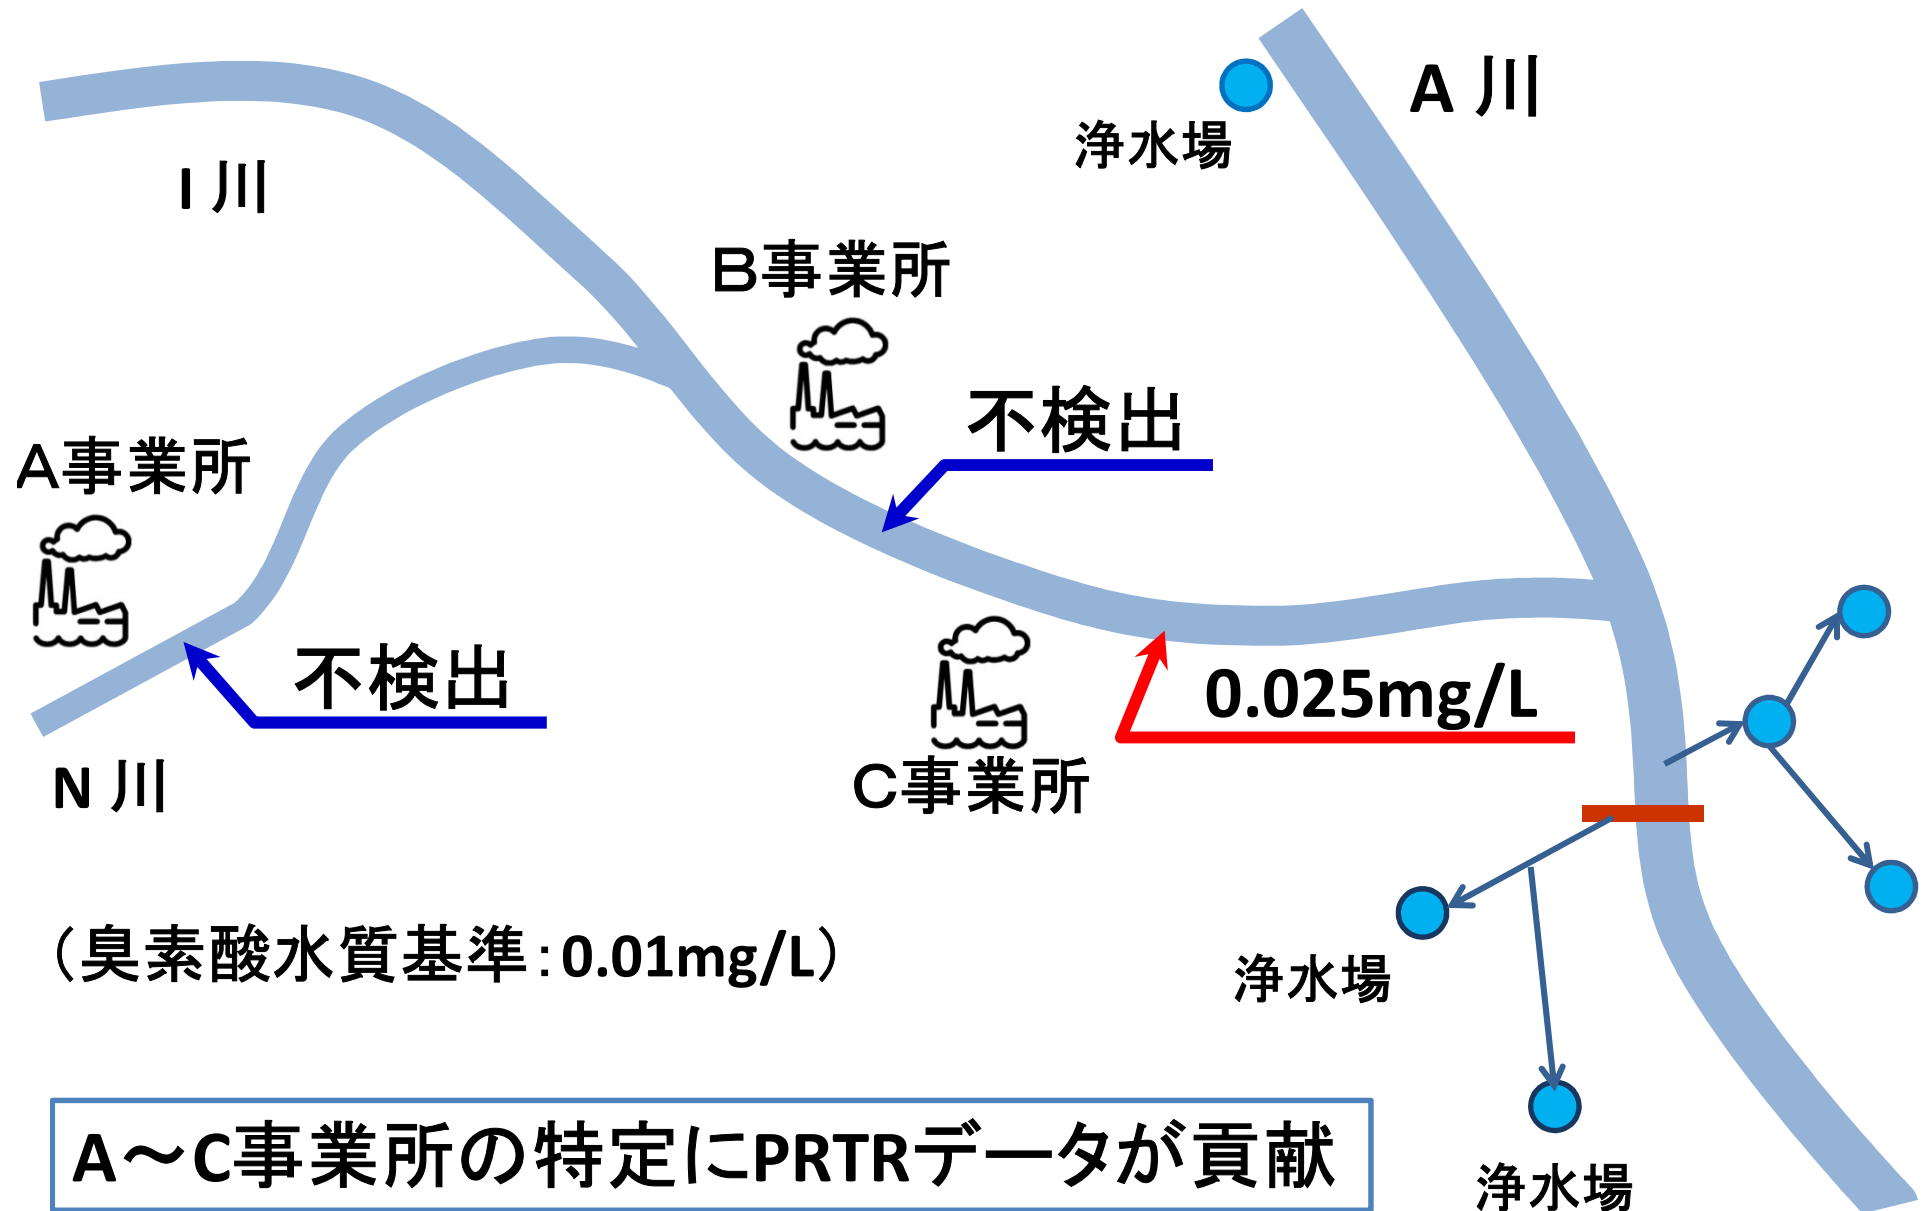 A 川
浄水場
I 川
B事業所
不検出
A事業所
不検出
0.025mg/L
N 川
C事業所
（臭素酸水質基準：0.01mg/L）
浄水場
A～C事業所の特定にPRTRデータが貢献
浄水場